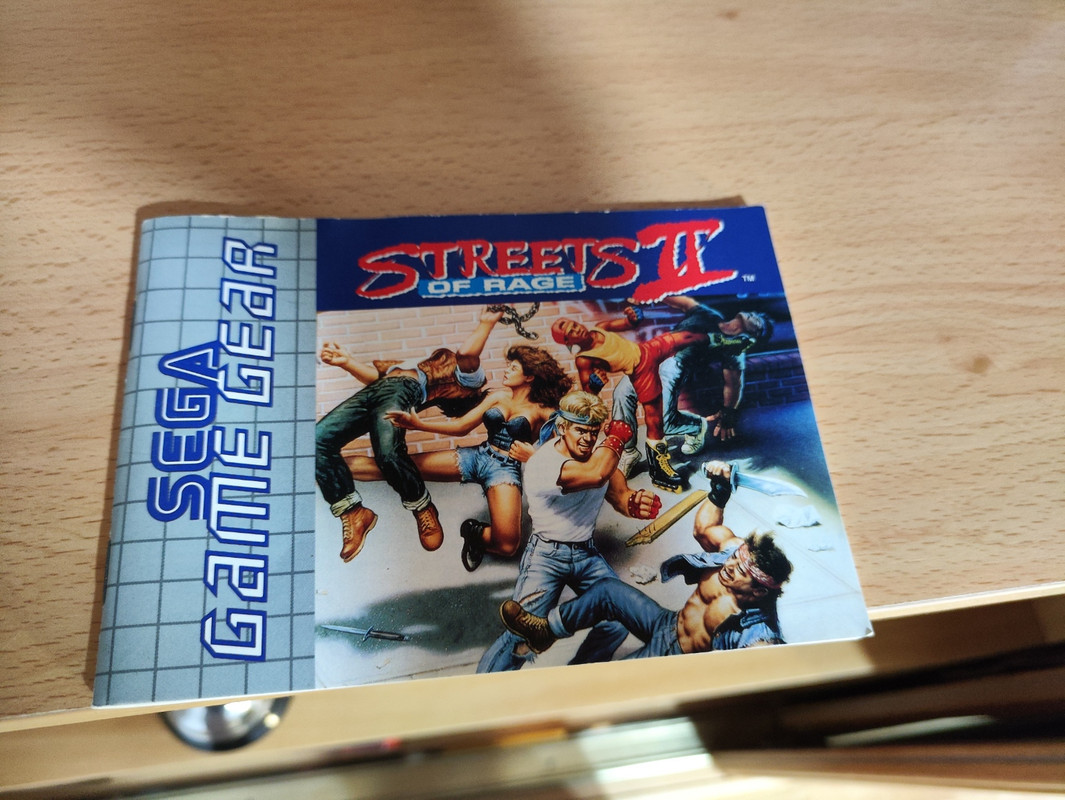 SEGA
GAME GEAR
STREETS II
OF RAGE
TM